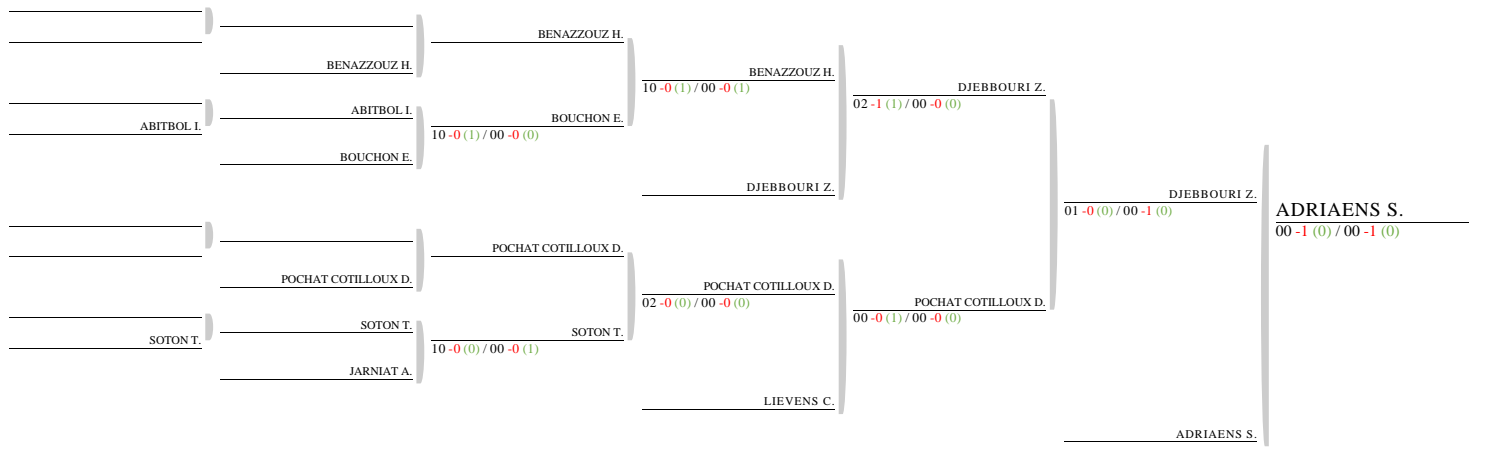 BENAZZOUZ H.
ABITBOL I.
ABITBOL I.
BOUCHON E.
BENAZZOUZ H.
BOUCHON E.
10 -0 (1) / 00 -0 (0)
BENAZZOUZ H.
10 -0 (1) / 00 -0 (1)
DJEBBOURI Z.
DJEBBOURI Z.
02 -1 (1) / 00 -0 (0)
POCHAT COTILLOUX D.
SOTON T.
SOTON T.
JARNIAT A.
POCHAT COTILLOUX D.
SOTON T.
10 -0 (0) / 00 -0 (1)
POCHAT COTILLOUX D.
02 -0 (0) / 00 -0 (0)
LIEVENS C.
POCHAT COTILLOUX D.
00 -0 (1) / 00 -0 (0)
DJEBBOURI Z.
01 -0 (0) / 00 -1 (0)
ADRIAENS S.
ADRIAENS S.
00 -1 (0) / 00 -1 (0)